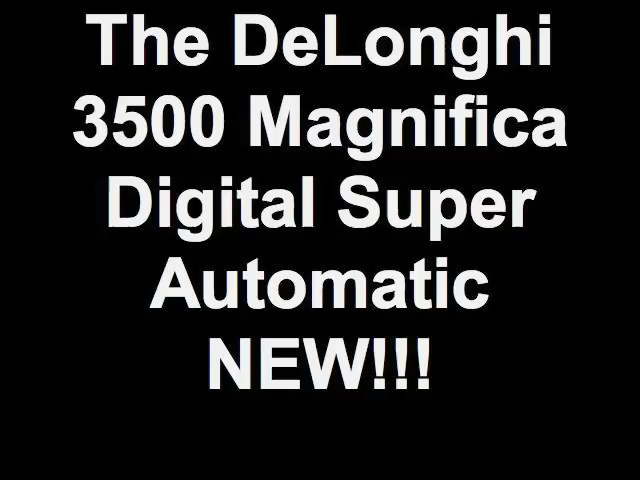 The DeLonghi
3500 Magnifica
Digital Super
Automatic
NEW!!!